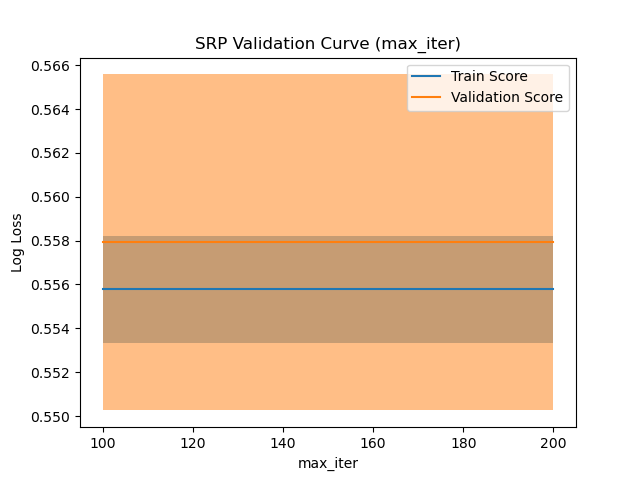 SRP Validation Curve (max_iter)
Train Score
Validation Score
Log Loss
0.566
0.564
0.562
0.560
0.558
0.556
0.554
0.552
0.550
100 120 140 160 180 200
max_iter